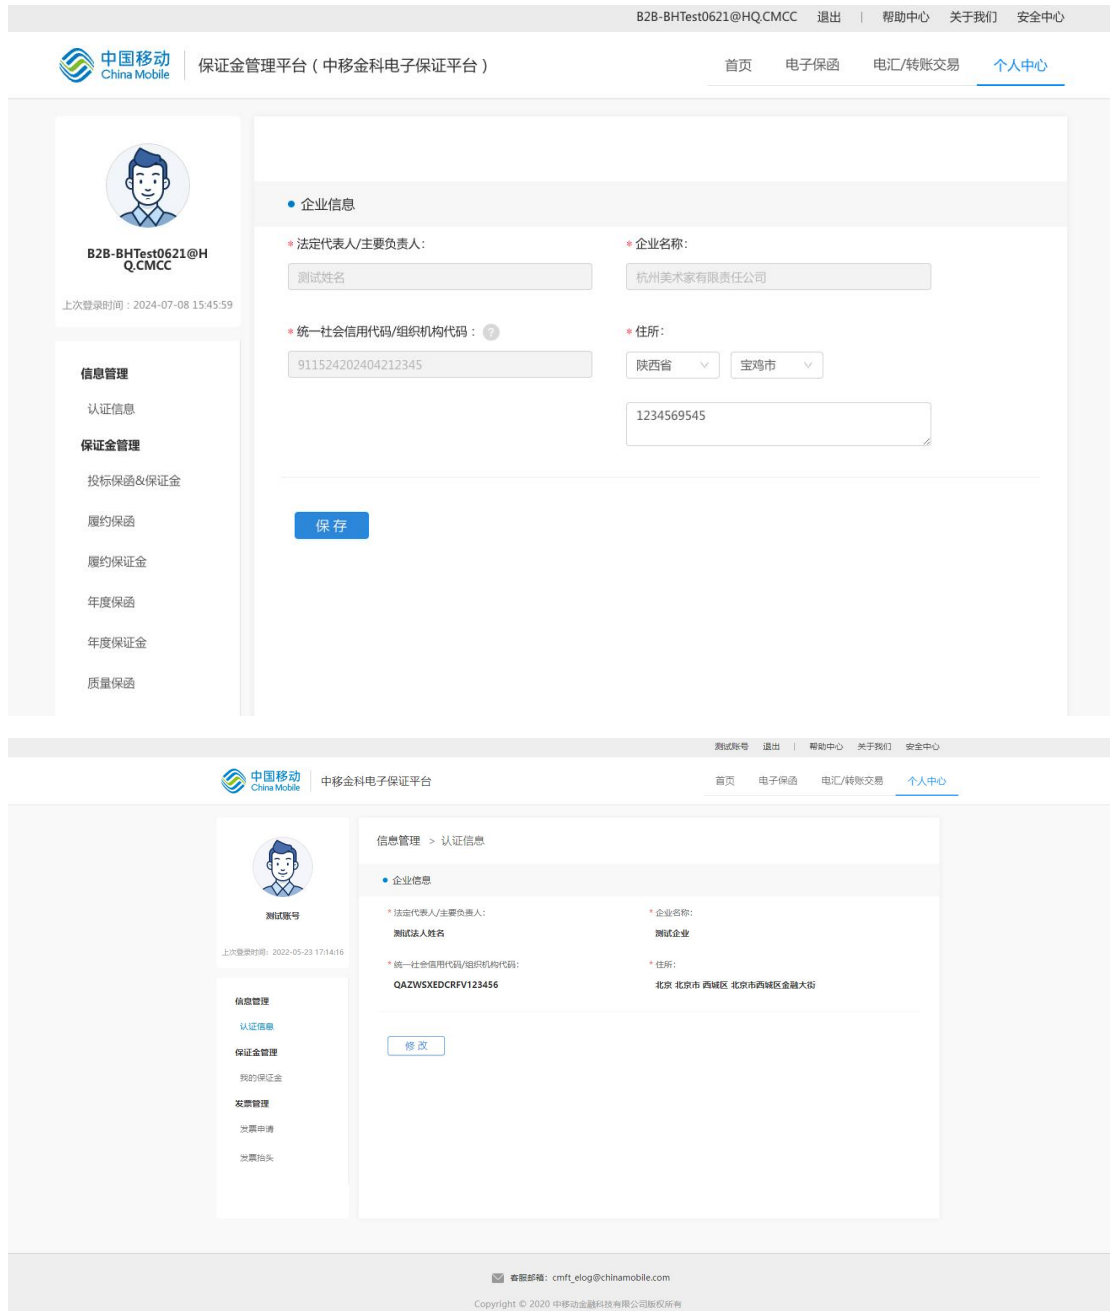 B2B-BHTest0621@HQ.CMCC 退出 | 帮助中心 关于我们 安全中心
中国移动
China Mobile
保证金管理平台（中移金科电子保证平台）
首页 电子保函 电汇/转账交易 个人中心
B2B-BHTest0621@H
Q.CMCC
上次登录时间：2024-07-08 15:45:59
信息管理
认证信息
保证金管理
投标保函&保证金
履约保函
履约保证金
年度保函
年度保证金
质量保函
企业信息
* 法定代表人/主要负责人: * 企业名称:
测试姓名 杭州美术家有限责任公司
* 统一社会信用代码/组织机构代码： ? * 住所:
911524202404212345 陕西省 宝鸡市
1234569545
保存
测试账号 退出 | 帮助中心 关于我们 安全中心
中国移动
China Mobile
中移金科电子保证平台
首页 电子保函 电汇/转账交易 个人中心
测试账号
上次登录时间：2022-05-23 17:14:16
信息管理
认证信息
保证金管理
我的保证金
发票管理
发票申请
发票抬头
信息管理 > 认证信息
企业信息
* 法定代表人/主要负责人： * 企业名称:
测试法人姓名 测试企业
* 统一社会信用代码/组织机构代码: * 住所:
QAZWSXEDCRFV123456 北京 北京市 西城区 北京市西城区金融大街
修改
客服邮箱：cmft_elog@chinamobile.com
Copyright © 2020 中移动金融科技有限公司版权所有